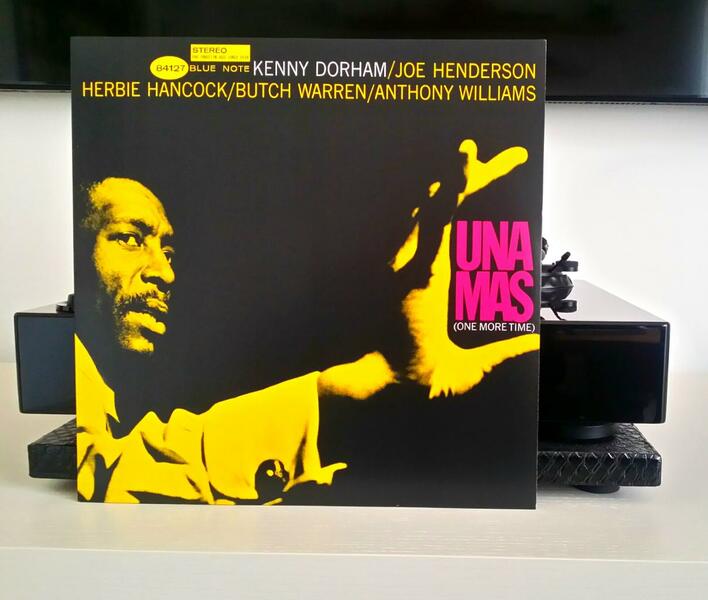 STEREO
84127 BLUE NOTE KENNY DORHAM/JOE HENDERSON
HERBIE HANCOCK/BUTCH WARREN/ANTHONY WILLIAMS
UNA
MAS
(ONE MORE TIME)